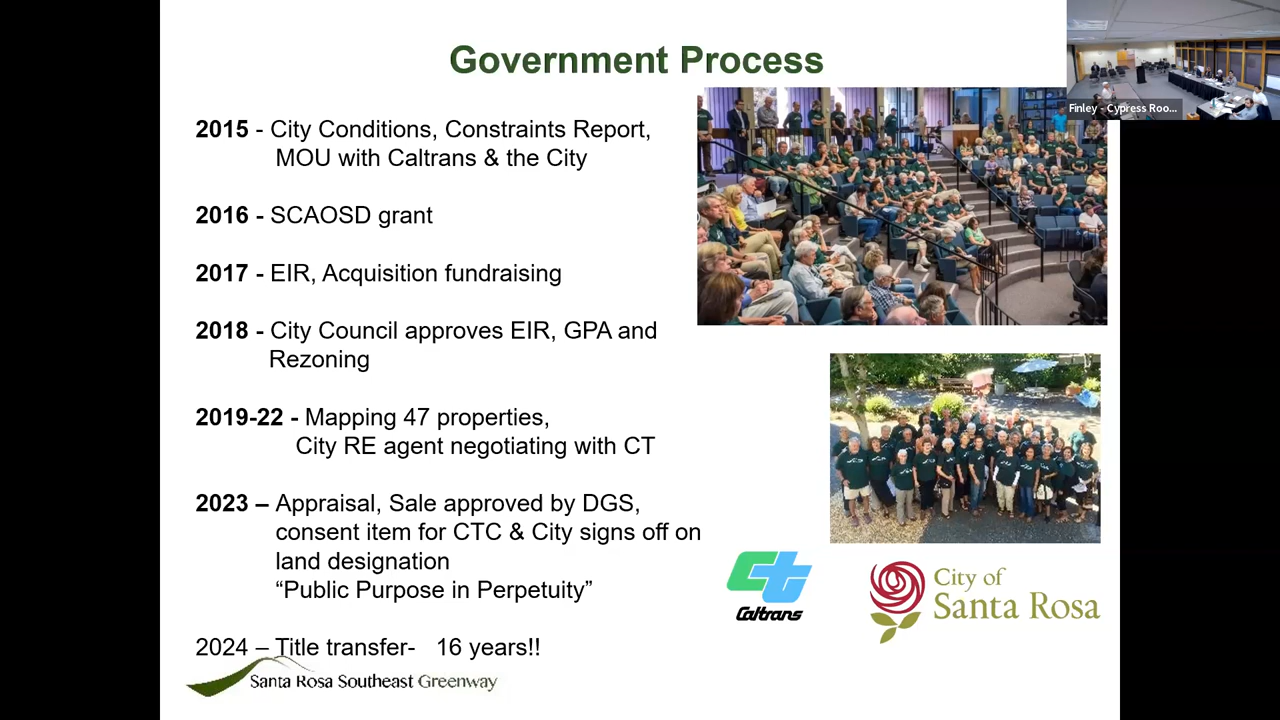 Government Process
Finley - Cypress Roo...
2015 - City Conditions, Constraints Report,
MOU with Caltrans & the City
2016 - SCAOSD grant
2017 - EIR, Acquisition fundraising
2018 - City Council approves EIR, GPA and
Rezoning
2019-22 - Mapping 47 properties,
City RE agent negotiating with CT
2023 – Appraisal, Sale approved by DGS,
consent item for CTC & City signs off on
land designation
“Public Purpose in Perpetuity”
2024 – Title transfer- 16 years!!
Santa Rosa Southeast Greenway
Ct
Caltrans
City of
Santa Rosa